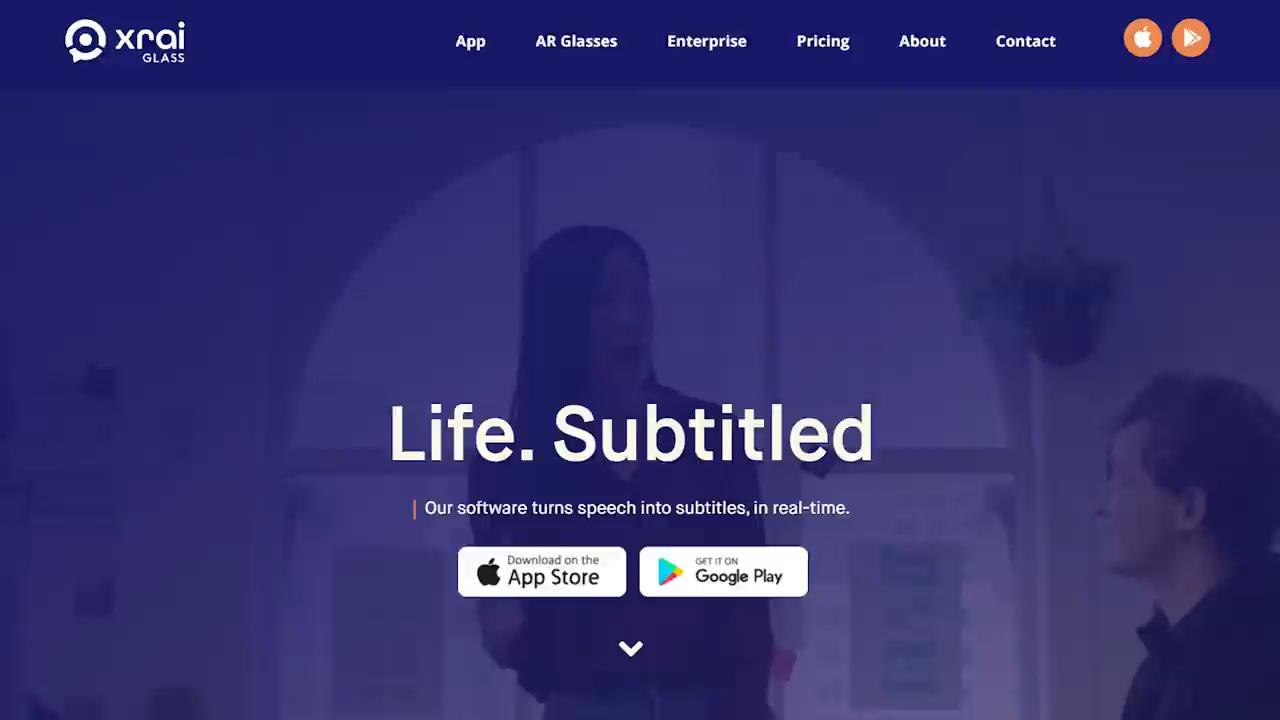 xrai
GLASS
App
AR Glasses
Enterprise
Pricing
About
Contact
Life. Subtitled
Our software turns speech into subtitles, in real-time.
Download on the
App Store
GET IT ON
Google Play